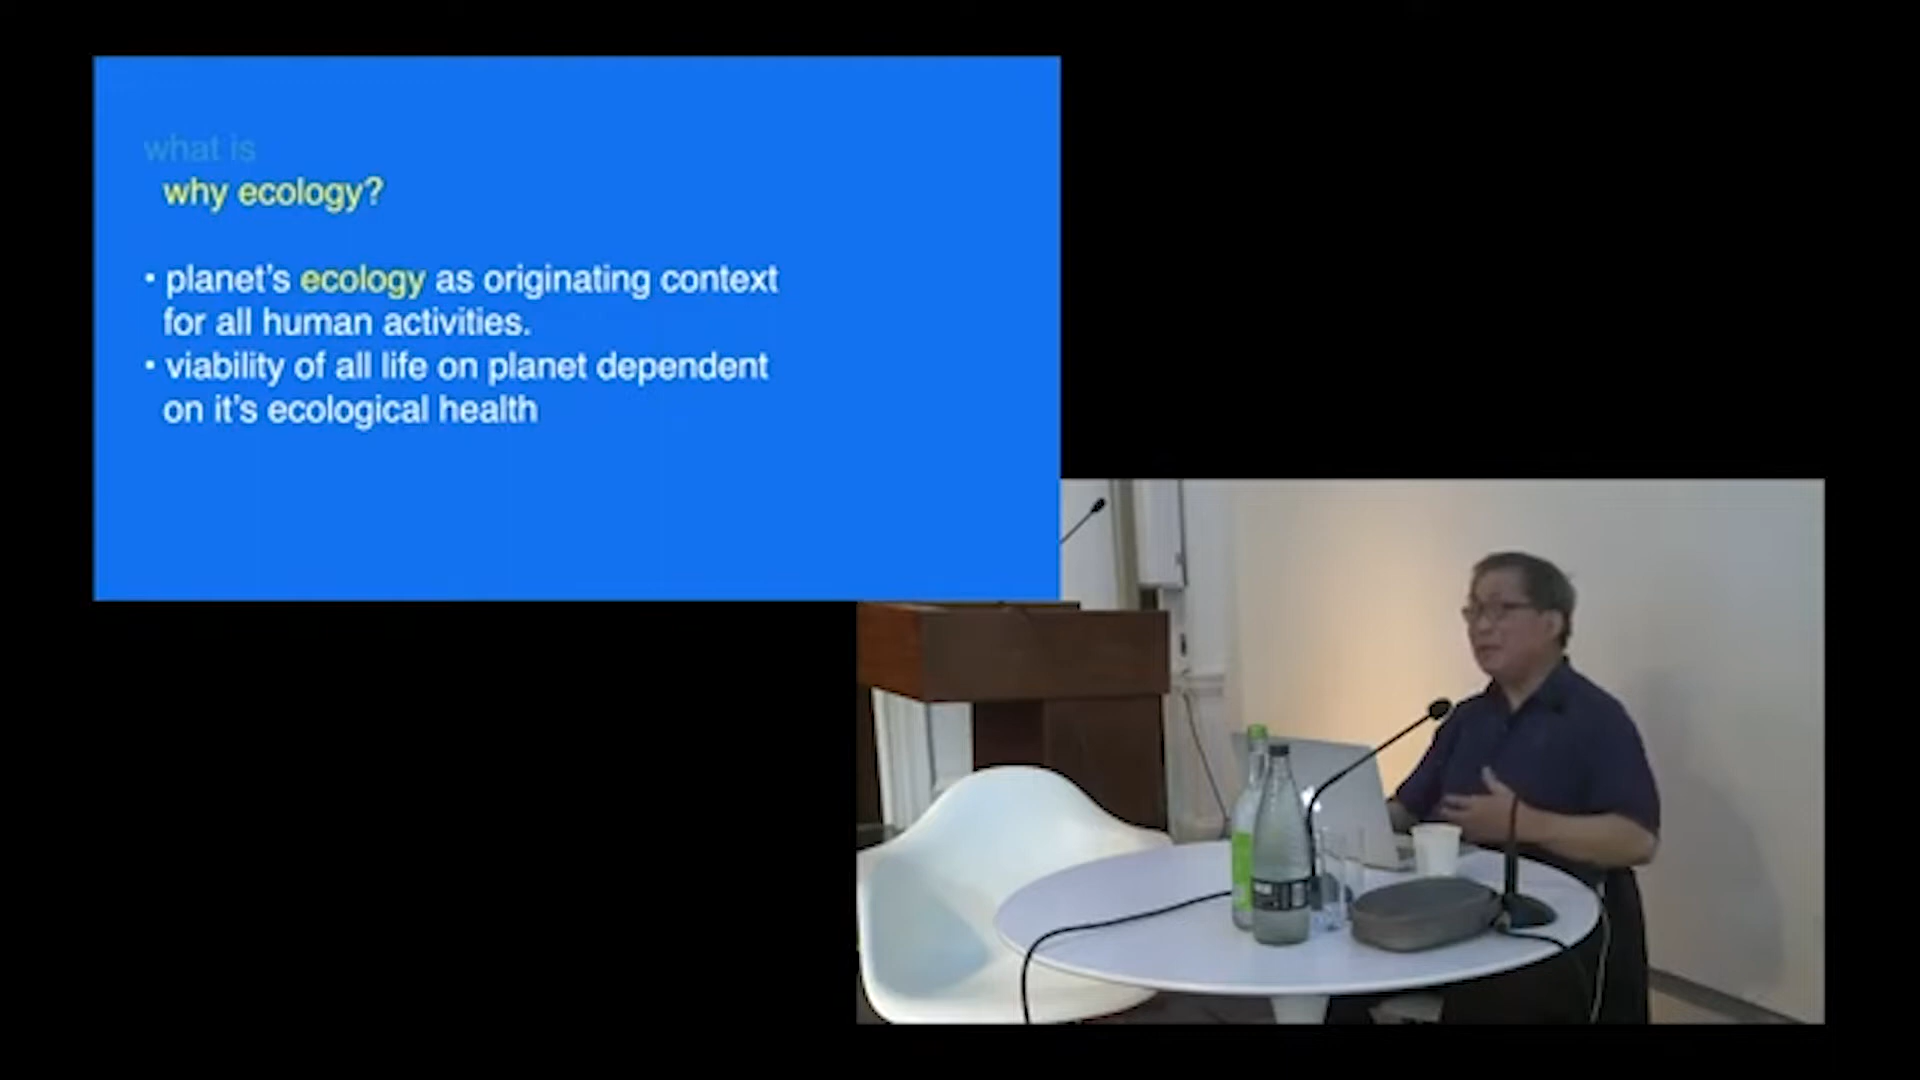 what is
why ecology?
• planet's ecology as originating context
for all human activities.
• viability of all life on planet dependent
on it's ecological health